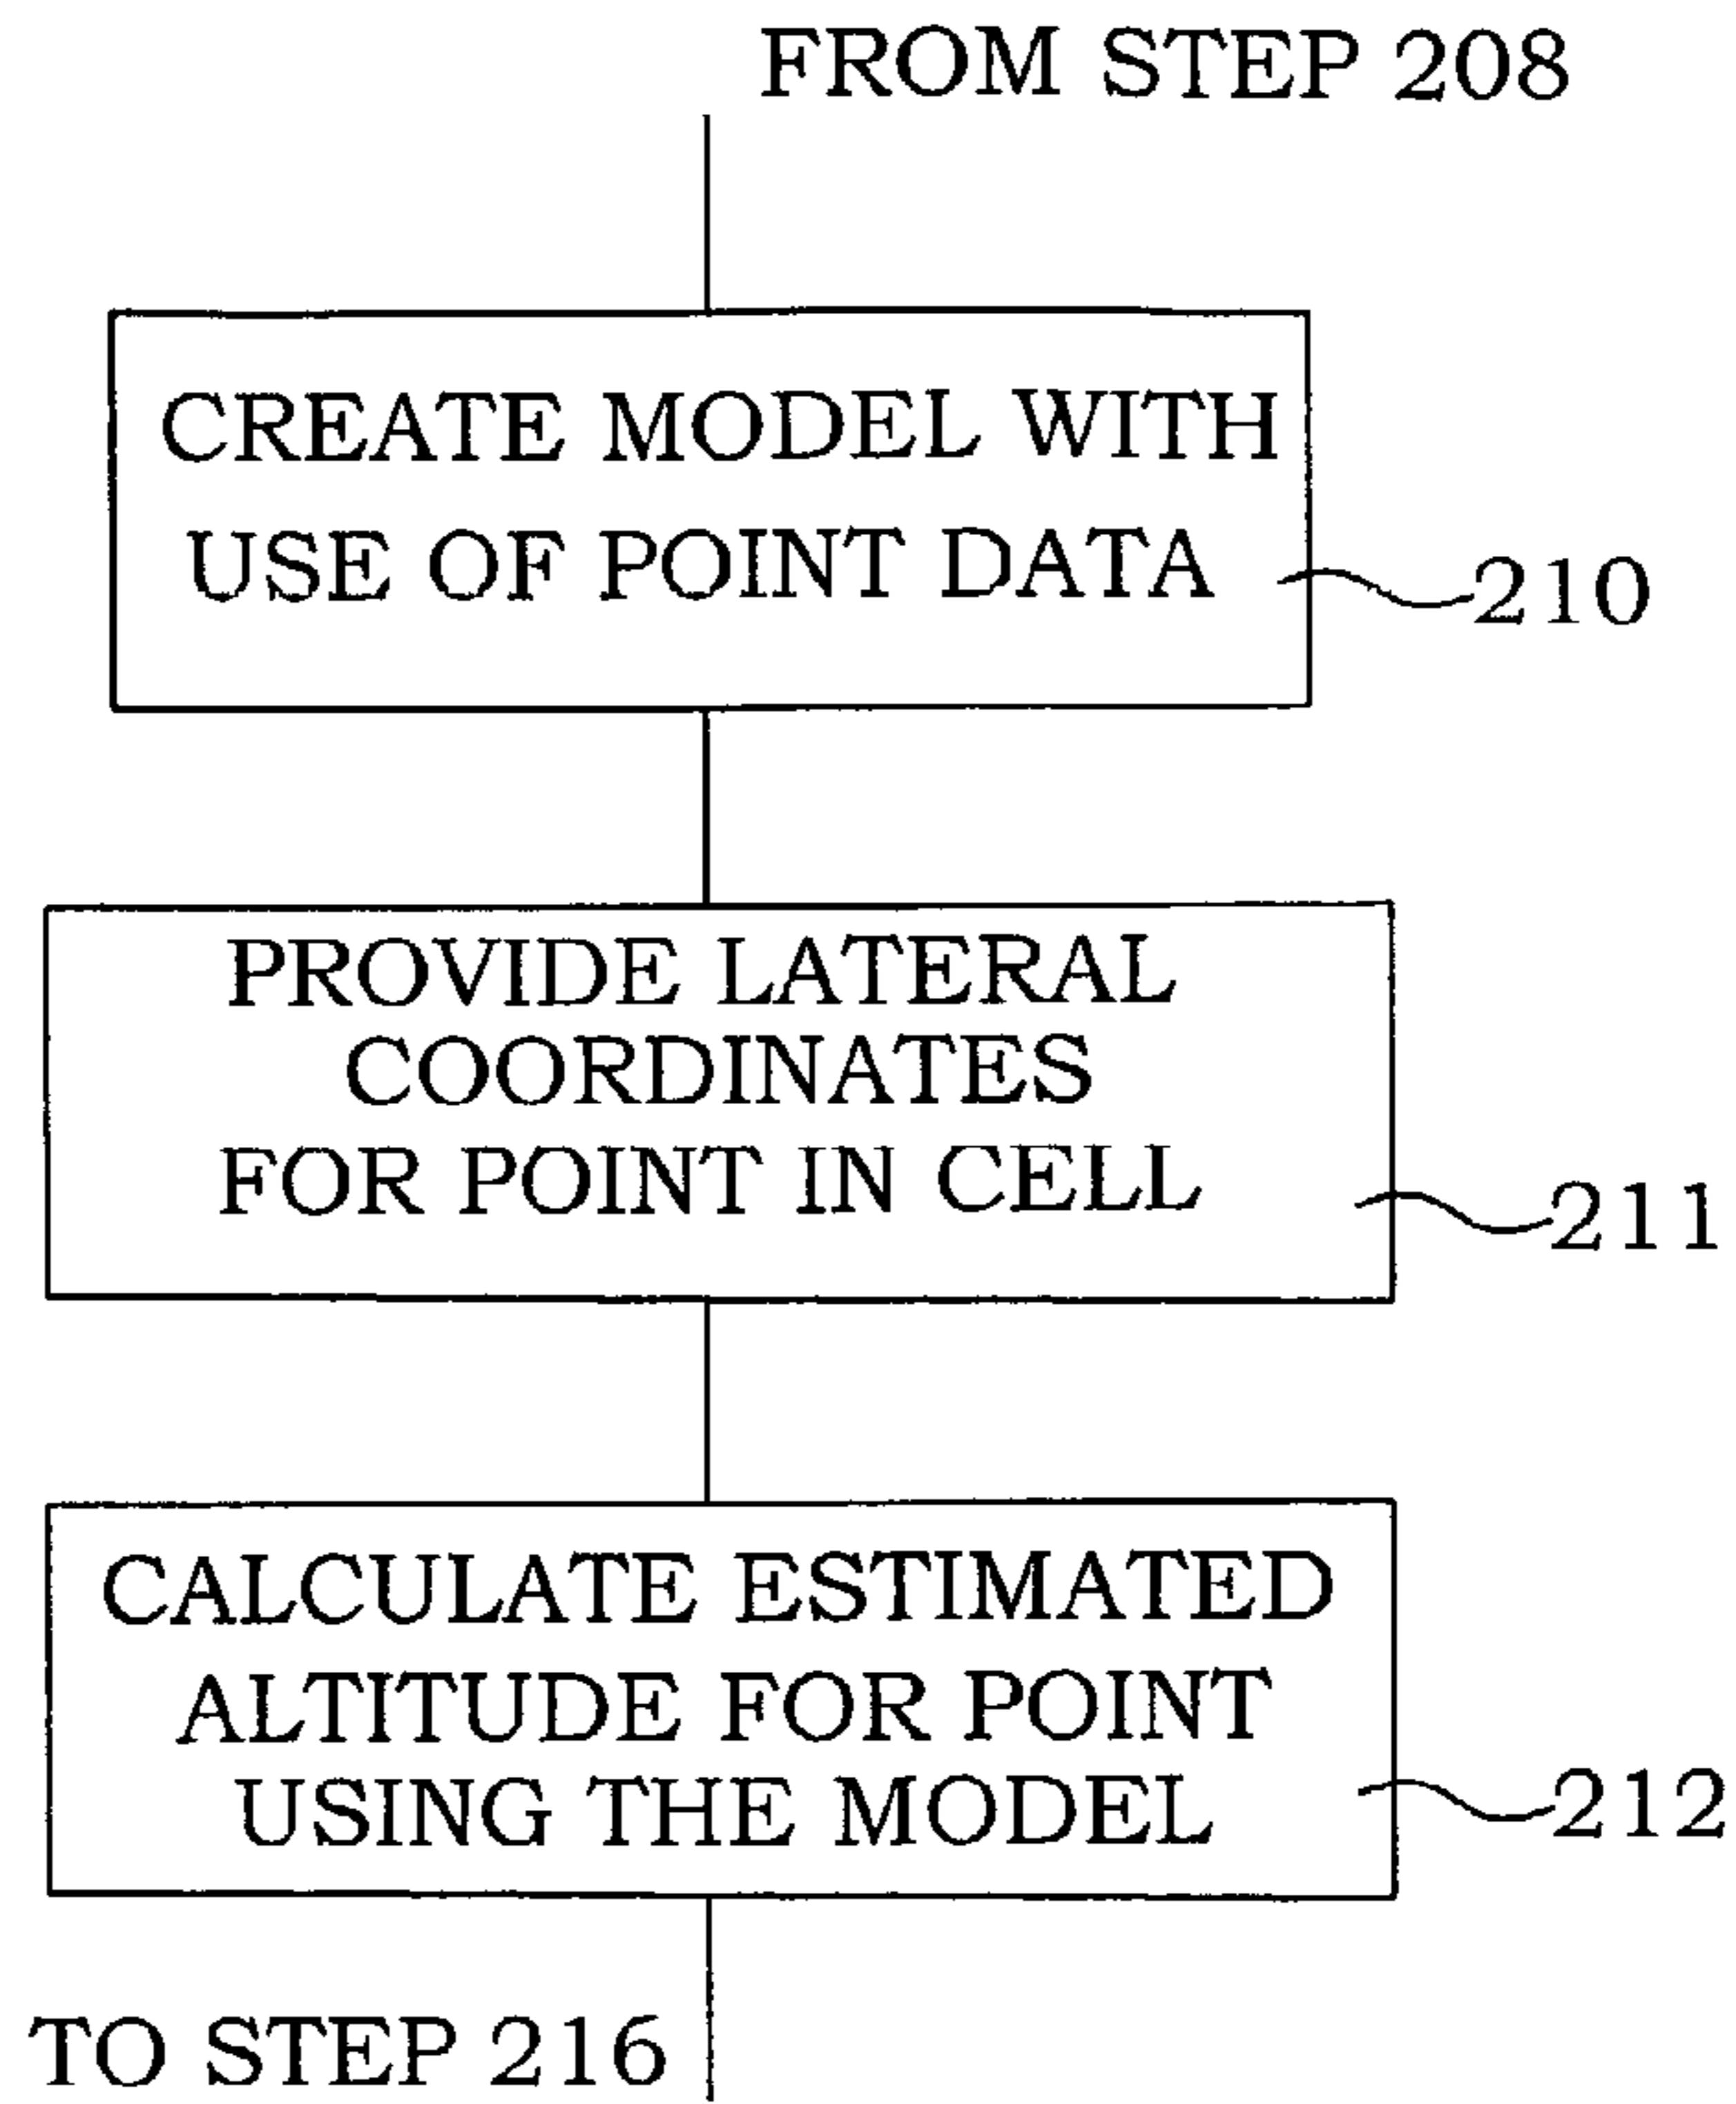 FROM STEP 208
CREATE MODEL WITH
USE OF POINT DATA
210
PROVIDE LATERAL
COORDINATES
FOR POINT IN CELL
211
CALCULATE ESTIMATED
ALTITUDE FOR POINT
USING THE MODEL
212
TO STEP 216